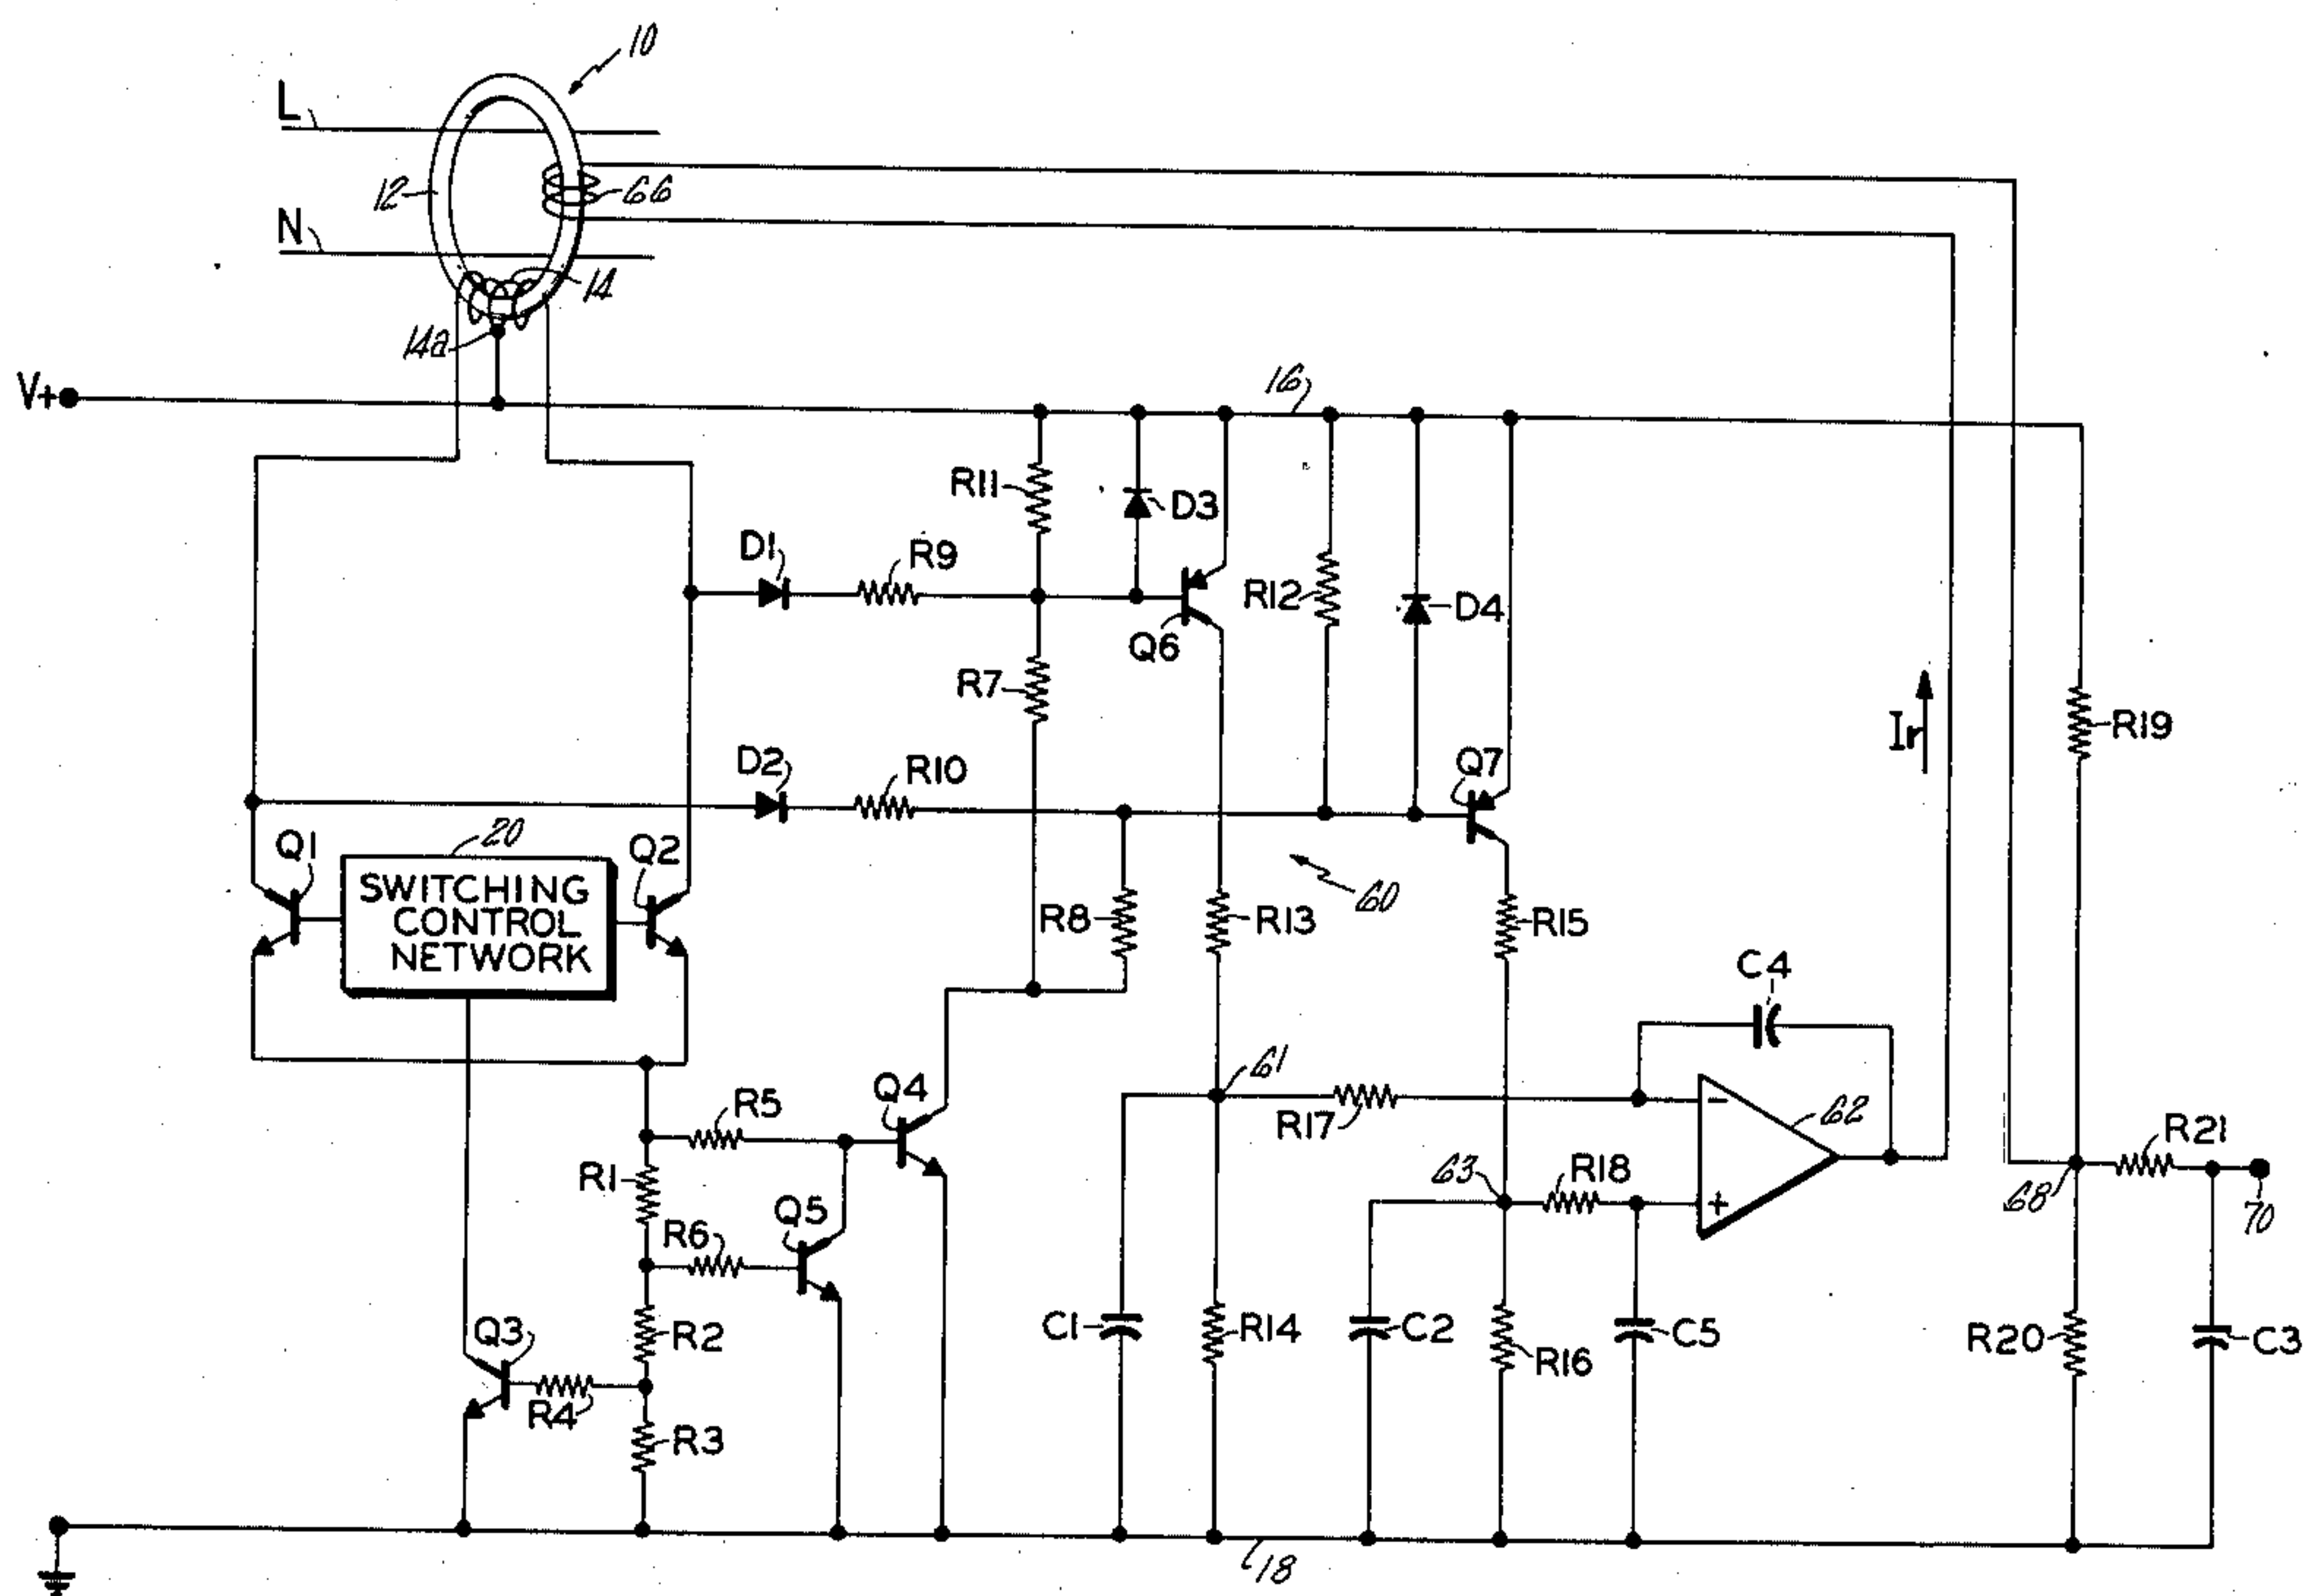 10
L
12
66
N
14
14a
V+
16
R11
D3
D1
R9
R12
D4
Q6
R7
Ir
R19
D2
R10
Q7
Q1
20
Q2
SWITCHING
CONTROL
NETWORK
60
R8
R13
R15
C4
61
Q4
R5
R17
62
R21
R1
63
R18
68
70
Q5
R6
+
−
Q3
R2
C1
R14
C2
C5
R16
R20
C3
R4
R3
18